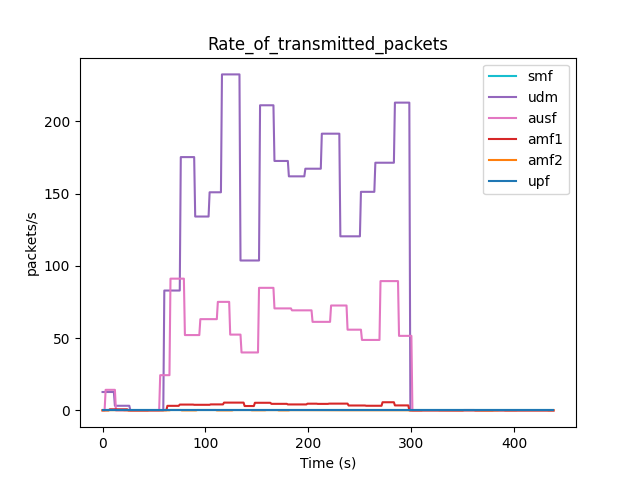 Rate_of_transmitted_packets
smf
udm
ausf
amf1
amf2
upf
packets/s
200
150
100
50
0
0 100 200 300 400
Time (s)